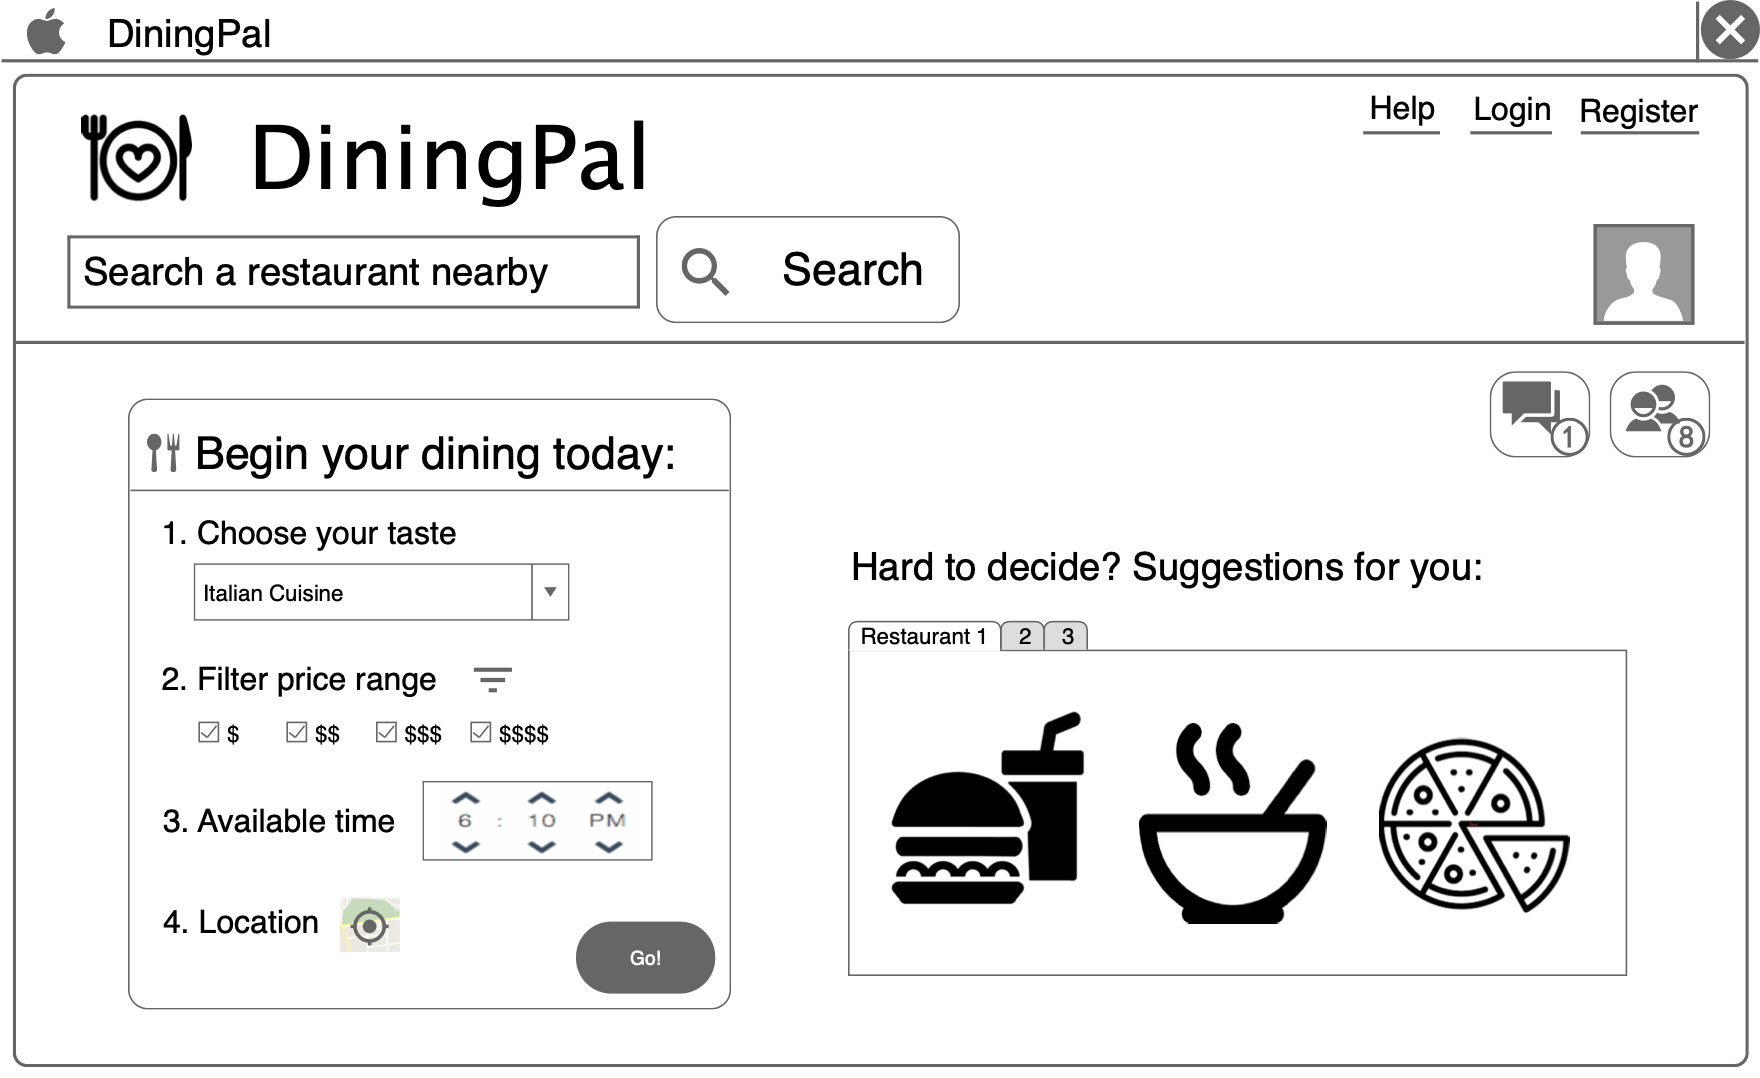 DiningPal
Help Login Register
DiningPal
Search a restaurant nearby
Search
1
8
Begin your dining today:
1. Choose your taste
Italian Cuisine
2. Filter price range
$ $$ $$$ $$$$
3. Available time
6 : 10 PM
4. Location
Go!
Hard to decide? Suggestions for you:
Restaurant 1 2 3